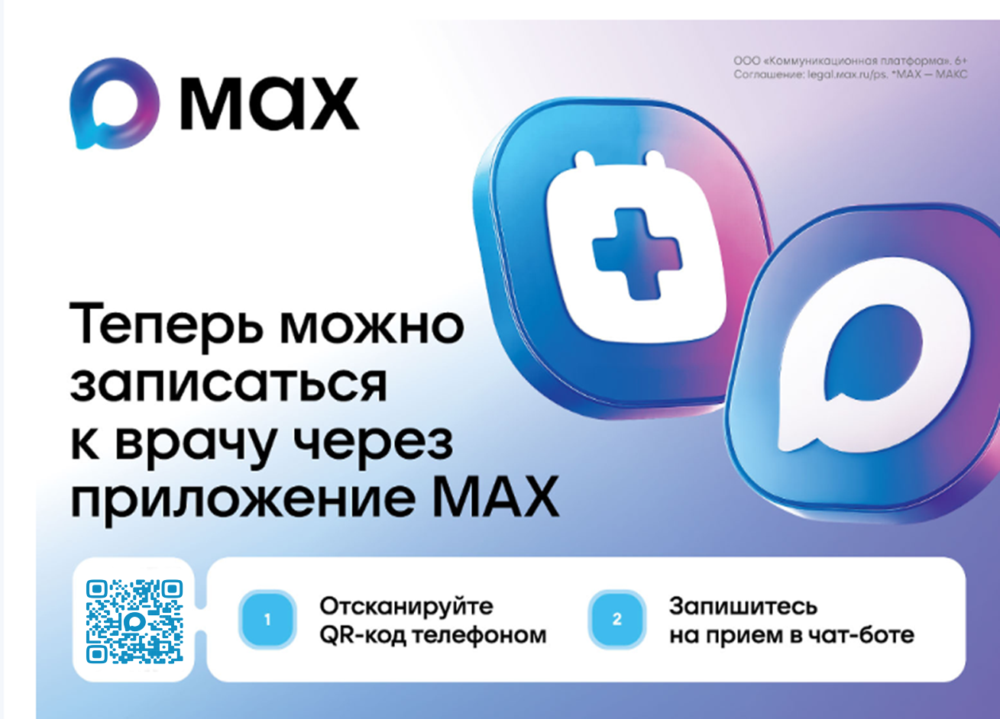 max
ООО «Коммуникационная платформа». 6+
Соглашение: legal.max.ru/ps. *MAX — МАКС
Теперь можно
записаться
к врачу через
приложение MAX
1
Отсканируйте
QR-код телефоном
2
Запишитесь
на прием в чат-боте